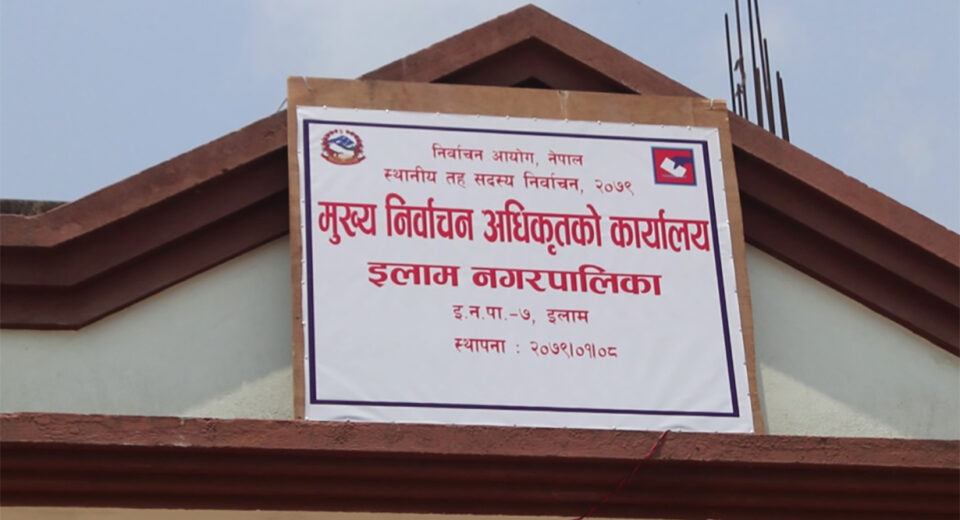 निर्वाचन आयोग, नेपाल
स्थानीय तह सदस्य निर्वाचन, २०७९
मुख्य निर्वाचन अधिकृतको कार्यालय
इलाम नगरपालिका
इ.न.पा.-७, इलाम
स्थापना : २०७९।०१।०८